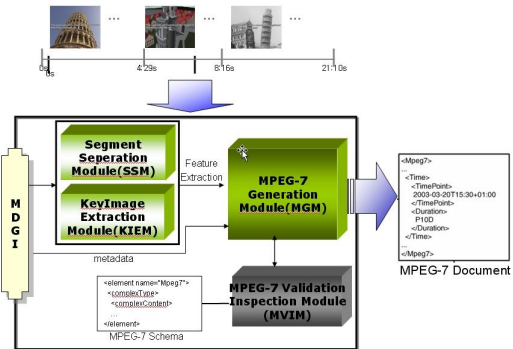 ... ... ...
0s 4:29s 8:16s 21:10s
0s
M
D
G
I
Segment
Seperation
Module(SSM)
KeyImage
Extraction
Module(KIEM)
Feature
Extraction
metadata
MPEG-7
Generation
Module(MGM)
MPEG-7 Validation
Inspection Module
(MVIM)
<element name="Mpeg7">
<complexType>
<complexContent>
...
</element>
MPEG-7 Schema
<Mpeg7>
...
<Time>
<TimePoint>
2003-03-20T15:30+01:00
</TimePoint>
<Duration>
P10D
</Duration>
</Time>
...
</Mpeg7>
MPEG-7 Document